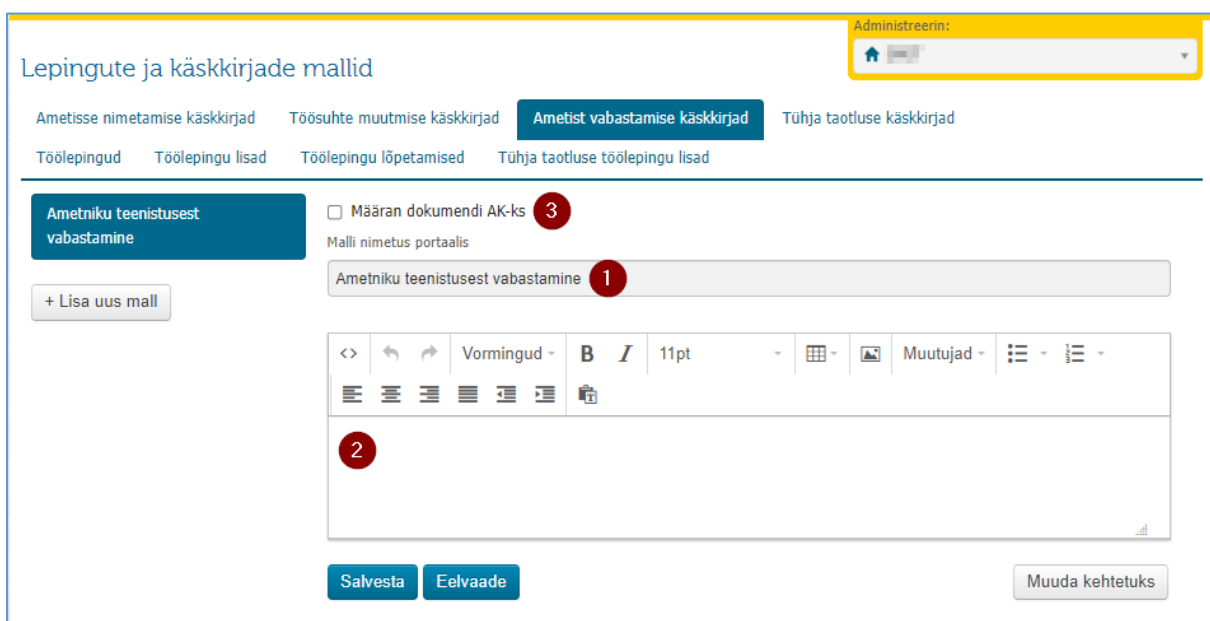 Administreerin:
Lepingute ja käskkirjade mallid
Ametisse nimetamise käskkirjad Töösuhte muutmise käskkirjad Ametist vabastamise käskkirjad Tühja taotluse käskkirjad
Töölepingud Töölepingu lisad Töölepingu lõpetamised Tühja taotluse töölepingu lisad
Ametniku teenistusest
vabastamine
Määran dokumendi AK-ks 3
Malli nimetus portaalis
Ametniku teenistusest vabastamine 1
+ Lisa uus mall
<> Vormingud B I 11pt Muutujad
2
Salvesta Eelvaade Muuda kehtetuks